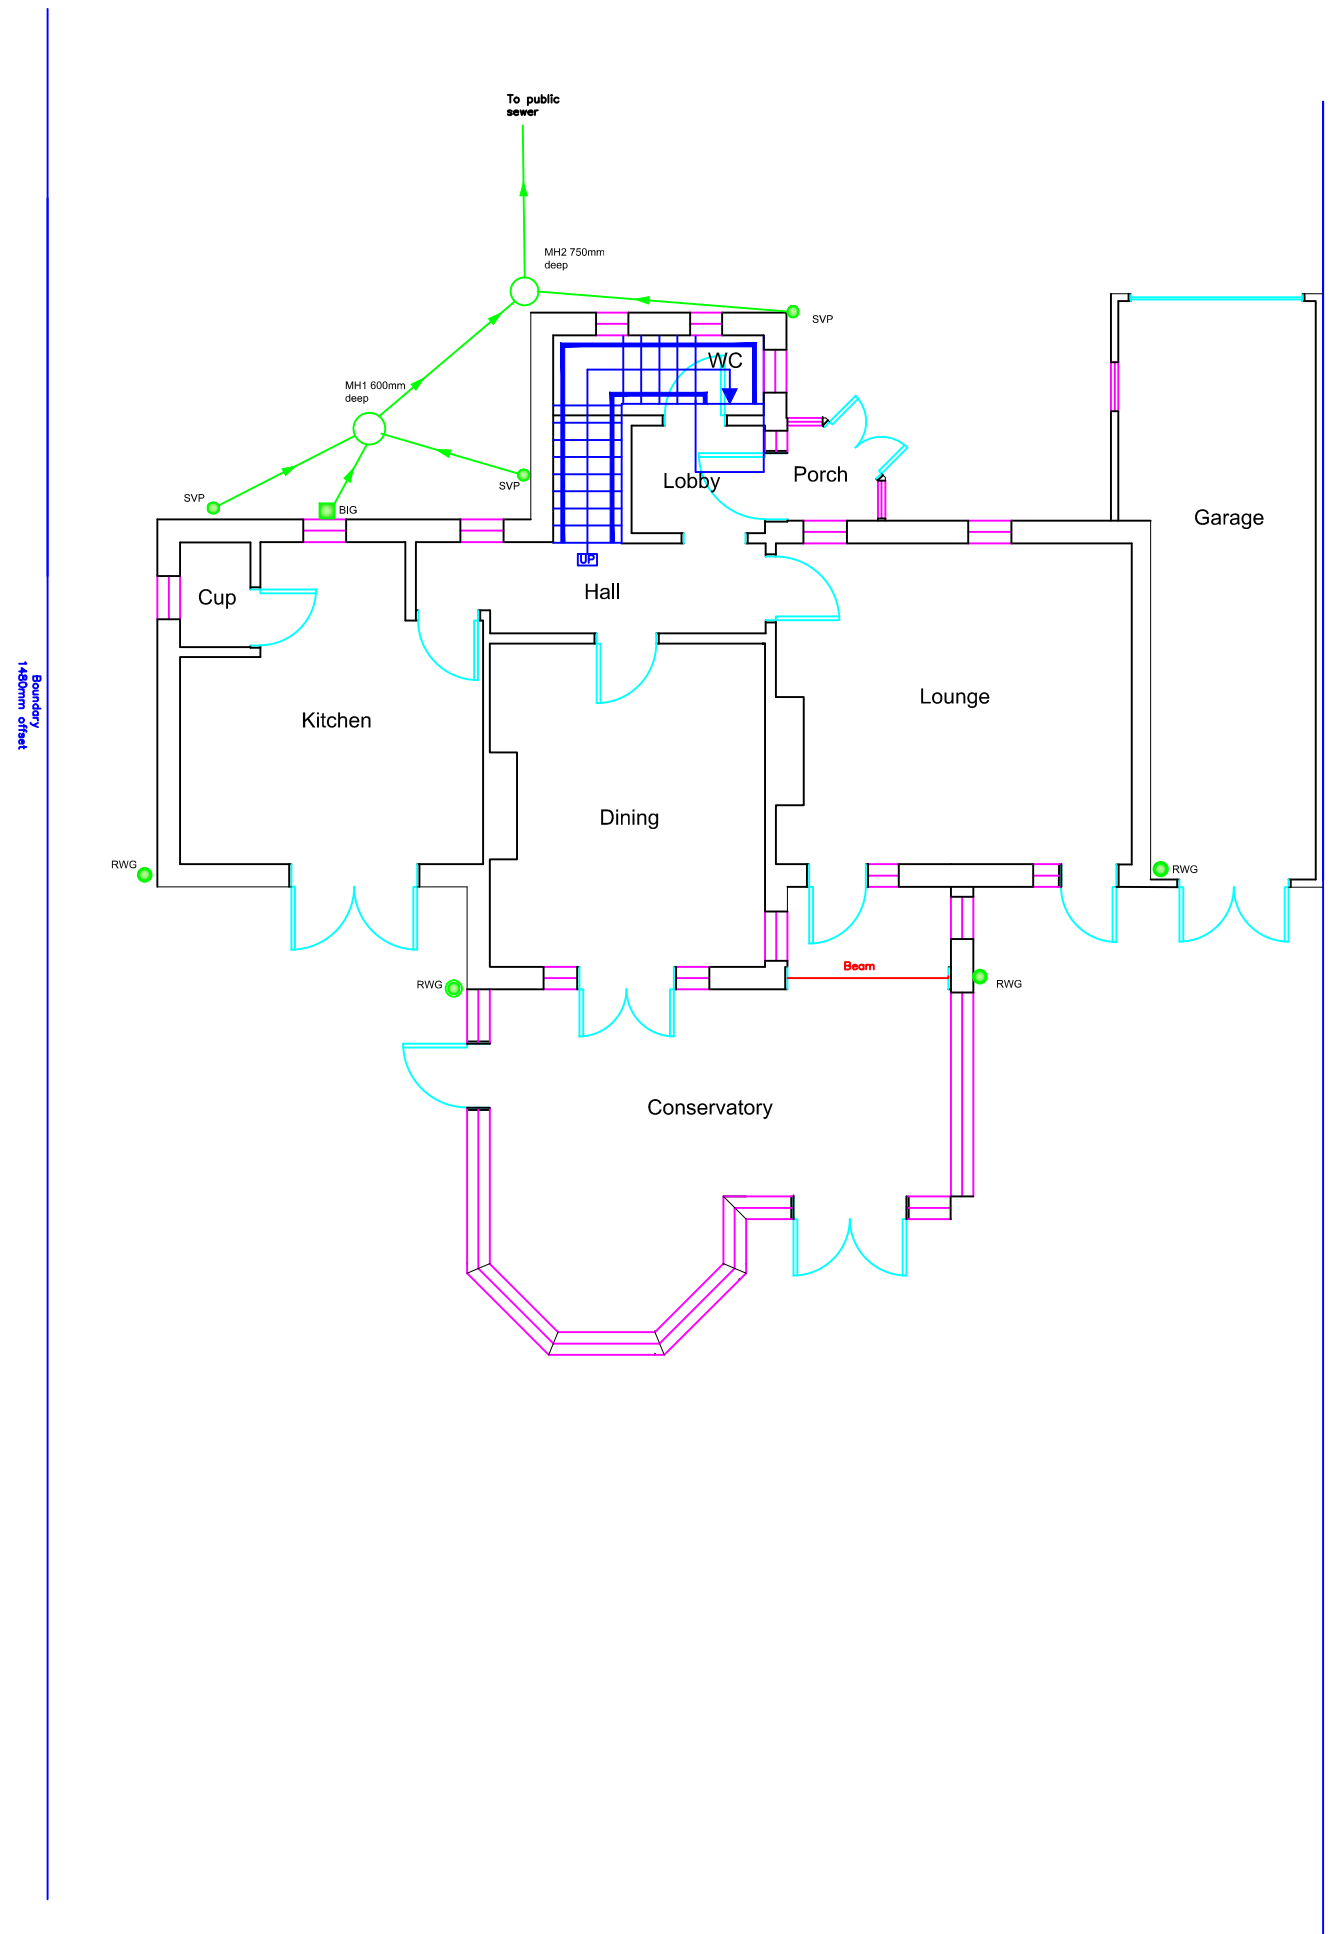 To public
sewer
MH2 750mm
deep
SVP
WC
MH1 600mm
deep
Lobby
Porch
SVP
SVP
BIG
Garage
UP
Hall
Cup
Boundary
1480mm offset
Kitchen
Lounge
Dining
RWG
RWG
Beam
RWG
RWG
Conservatory